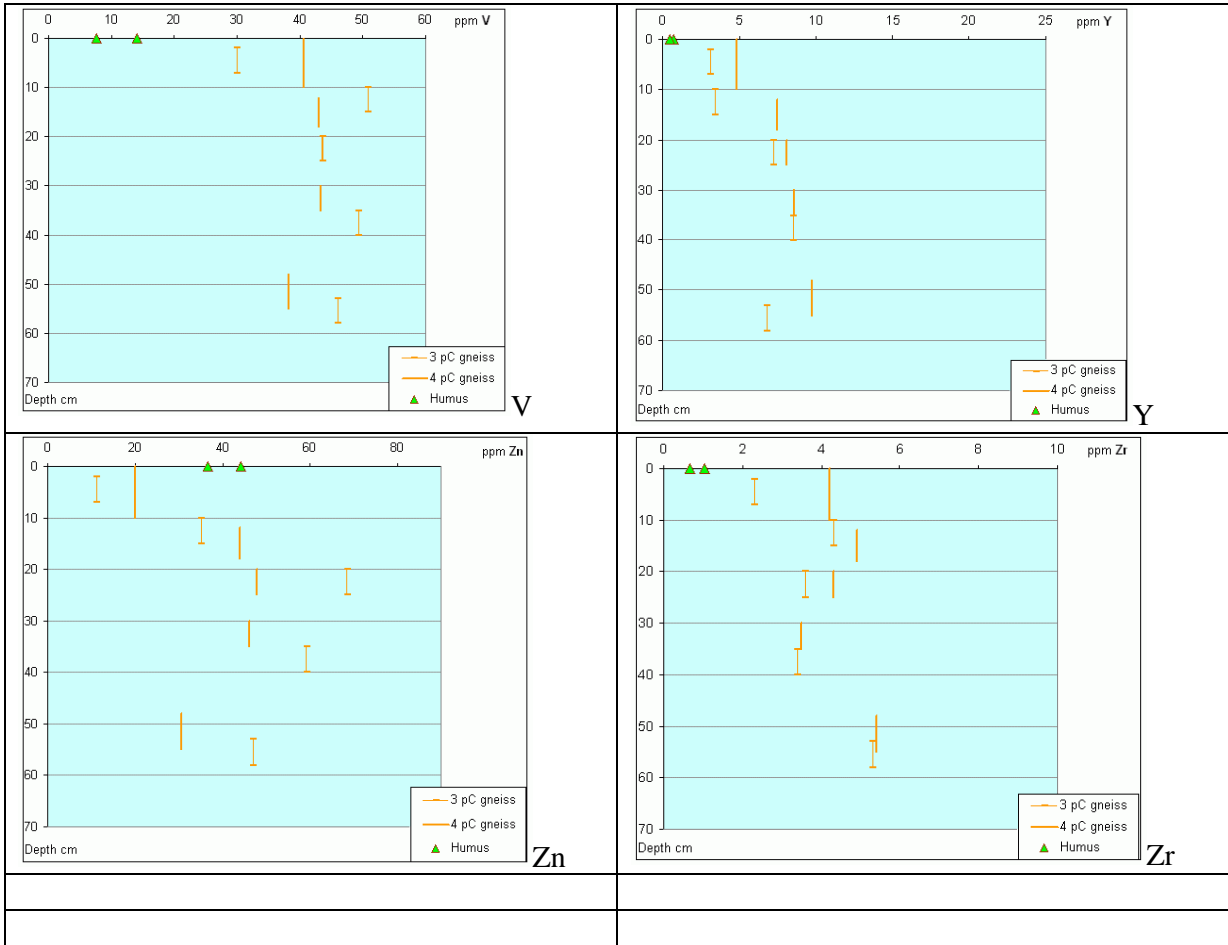 0 10 20 30 40 50 60 ppm V
0
10
20
30
40
50
60
70
Depth cm
3 pC gneiss
4 pC gneiss
Humus
V
0 5 10 15 20 25 ppm Y
0
10
20
30
40
50
60
70
Depth cm
3 pC gneiss
4 pC gneiss
Humus
Y
0 20 40 60 80 ppm Zn
0
10
20
30
40
50
60
70
Depth cm
3 pC gneiss
4 pC gneiss
Humus
Zn
0 2 4 6 8 10 ppm Zr
0
10
20
30
40
50
60
70
Depth cm
3 pC gneiss
4 pC gneiss
Humus
Zr